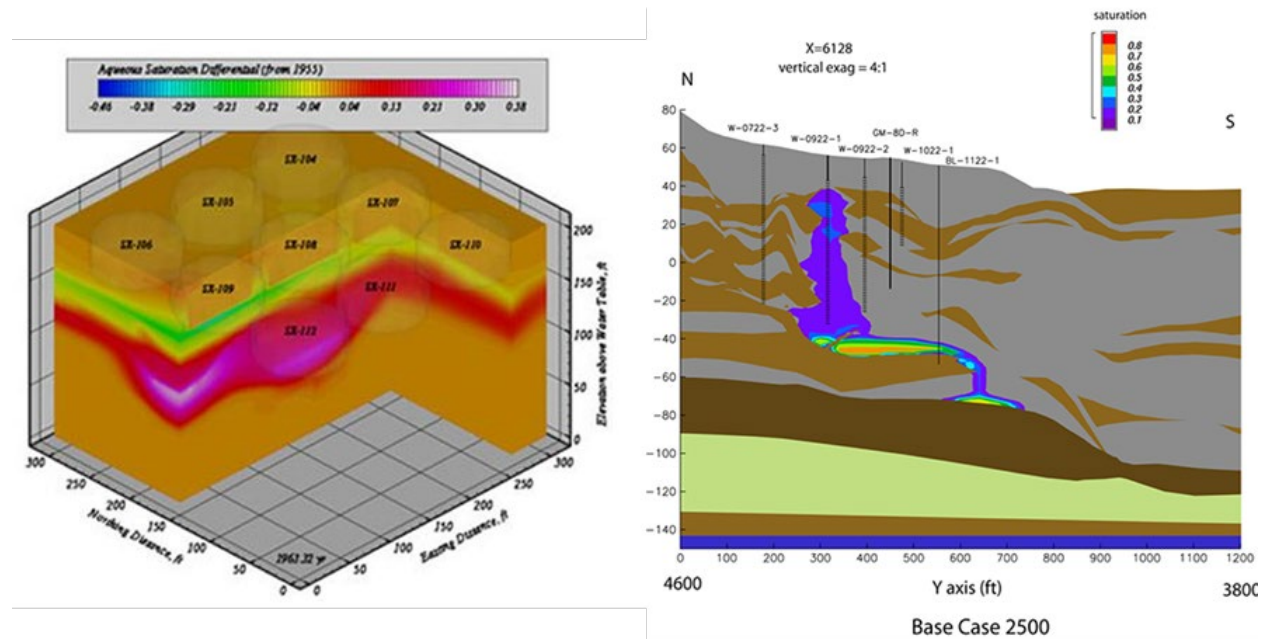 Aqueous Saturation Differential (from 1955)
-0.46 -0.38 -0.29 -0.21 -0.12 -0.04 0.04 0.13 0.21 0.30 0.38
SX-104
SX-105
SX-107
SX-106
SX-108
SX-110
SX-109
SX-111
SX-112
200
150
100
50
0
Elevation above Water Table, ft
300
250
200
150
100
50
0
Northing Distance, ft
0
50
100
150
200
250
300
Easting Distance, ft
1962.32 yr
saturation
0.8
0.7
0.6
0.5
0.4
0.3
0.2
0.1
X=6128
vertical exag = 4:1
N
S
W-0722-3
W-0922-1
W-0922-2
GM-80-R
W-1022-1
BL-1122-1
80
60
40
20
0
-20
-40
-60
-80
-100
-120
-140
0 100 200 300 400 500 600 700 800 900 1000 1100 1200
4600
Y axis (ft)
3800
Base Case 2500